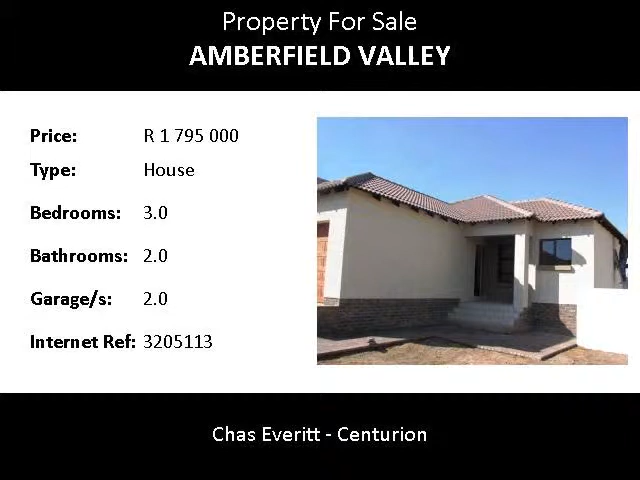 Property For Sale
AMBERFIELD VALLEY
Price: R 1 795 000
Type: House
Bedrooms: 3.0
Bathrooms: 2.0
Garage/s: 2.0
Internet Ref: 3205113
Chas Everitt - Centurion